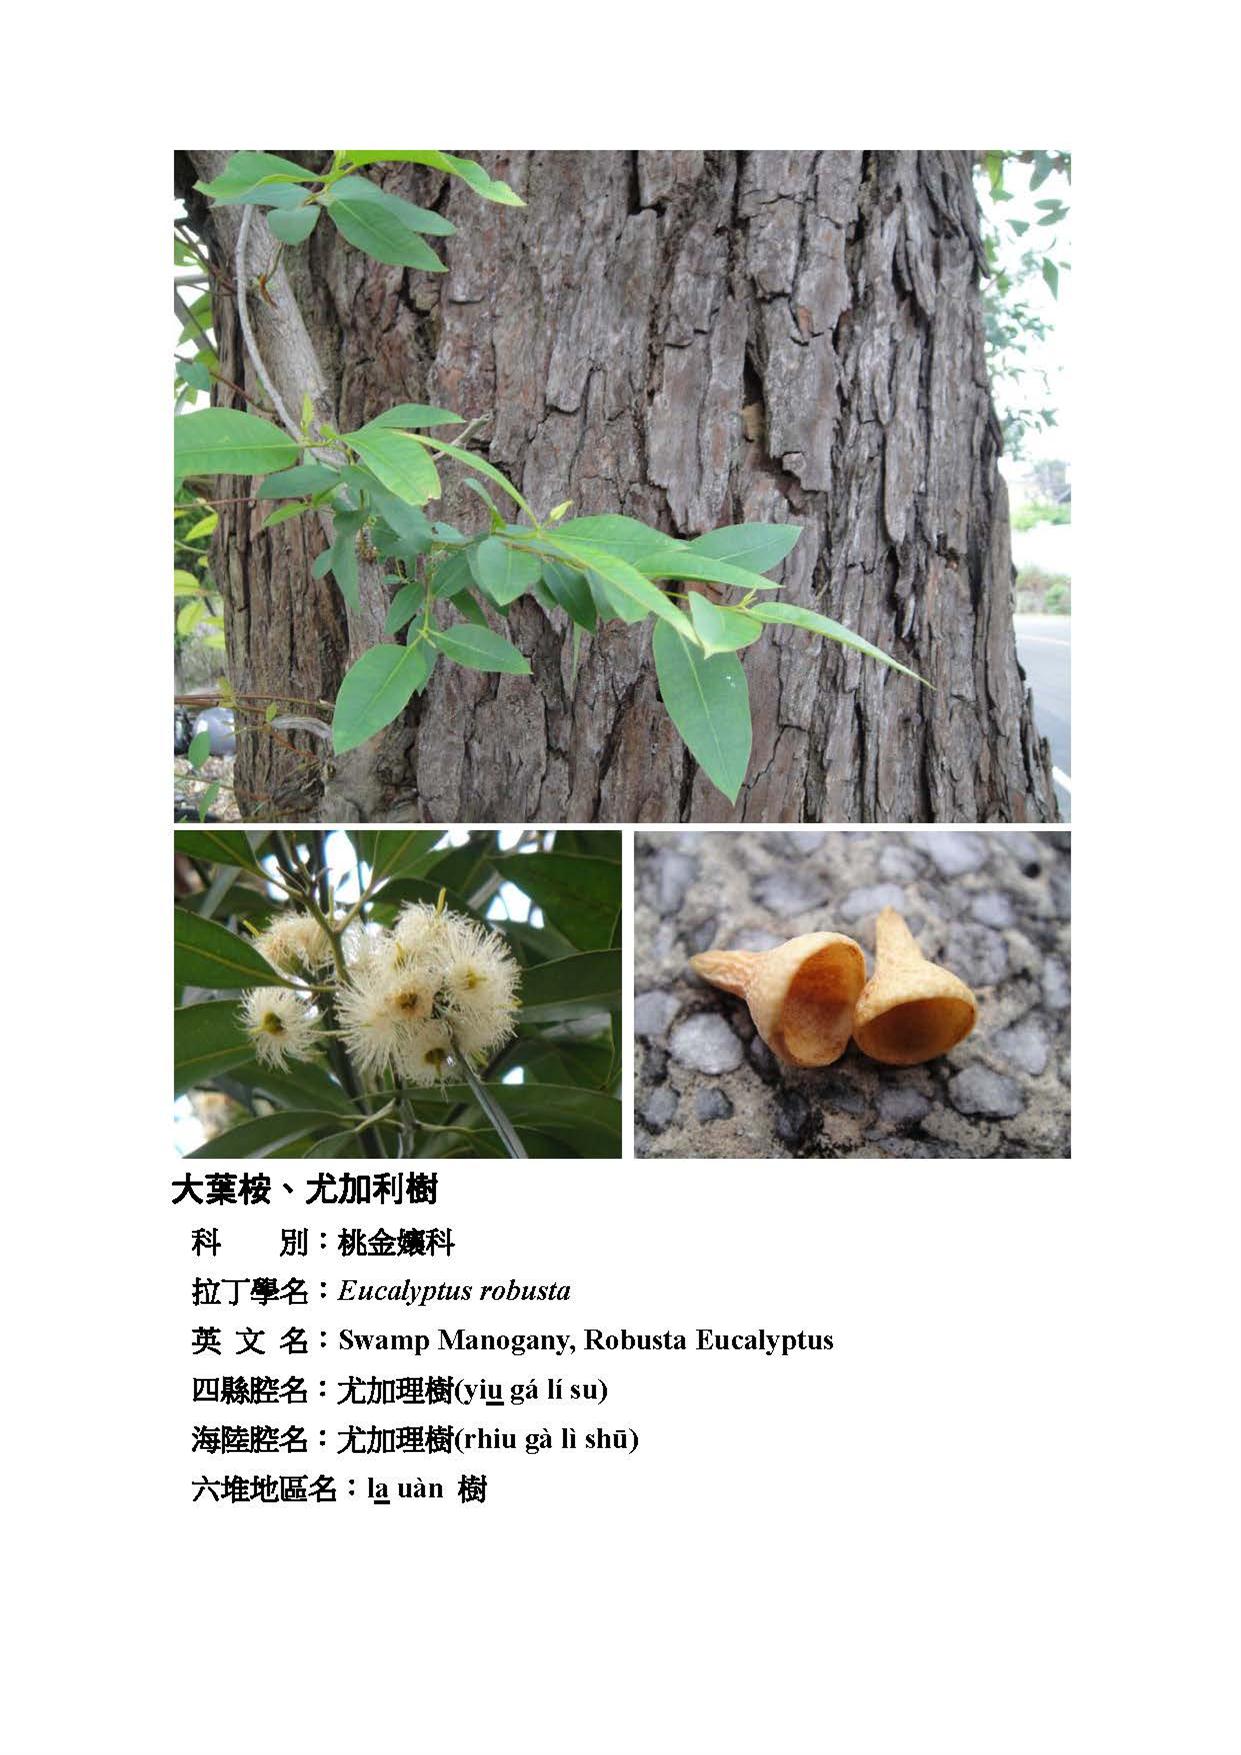 大葉桉、尤加利樹
科　　別：桃金孃科
拉丁學名：Eucalyptus robusta
英 文 名：Swamp Manogany, Robusta Eucalyptus
四縣腔名：尤加理樹(yiu gá lí su)
海陸腔名：尤加理樹(rhiu gà lì shū)
六堆地區名：la uàn 樹